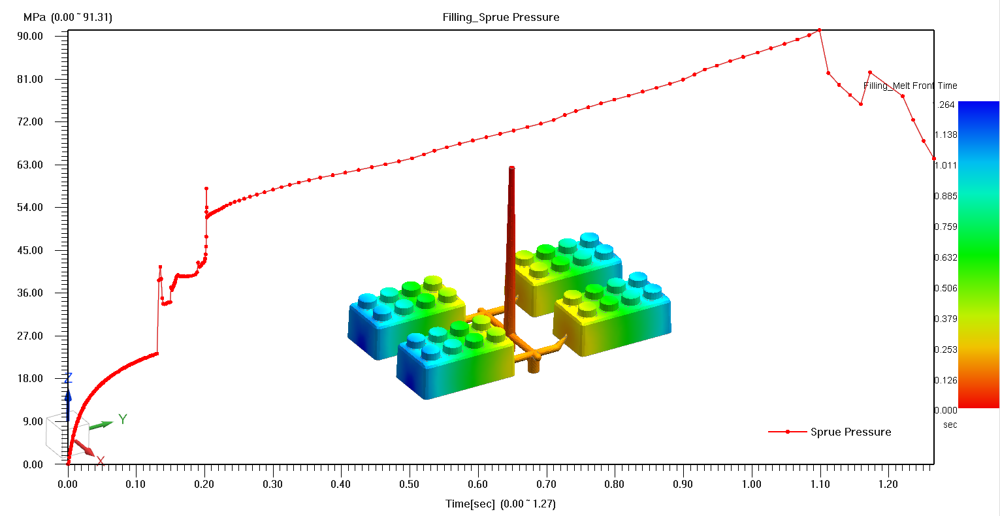 MPa (0.00 ~ 91.31)
Filling_Sprue Pressure
90.00
81.00
72.00
63.00
54.00
45.00
36.00
27.00
18.00
9.00
0.00
Filling_Melt Front Time
.264
1.138
1.011
0.885
0.759
0.632
0.506
0.379
0.253
0.126
0.000
sec
Z
Y
X
Sprue Pressure
0.00 0.10 0.20 0.30 0.40 0.50 0.60 0.70 0.80 0.90 1.00 1.10 1.20
Time[sec] (0.00 ~ 1.27)